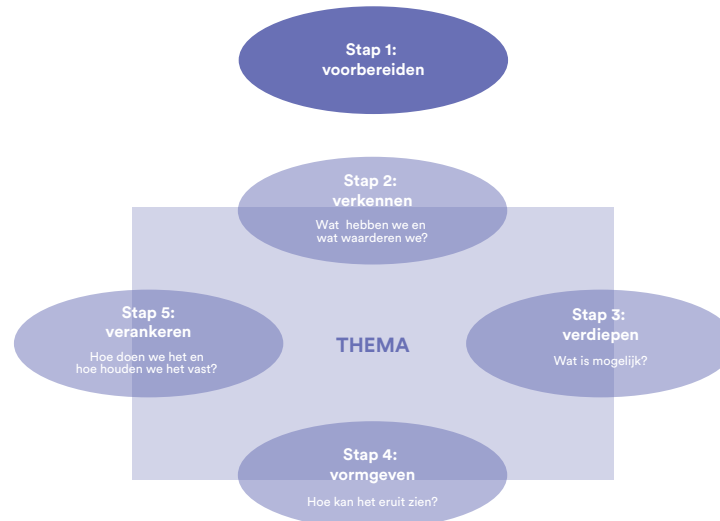 Stap 1:
voorbereiden
Stap 2:
verkennen
Wat hebben we en
wat waarderen we?
Stap 5:
verankeren
Hoe doen we het en
hoe houden we het vast?
THEMA
Stap 3:
verdiepen
Wat is mogelijk?
Stap 4:
vormgeven
Hoe kan het eruit zien?